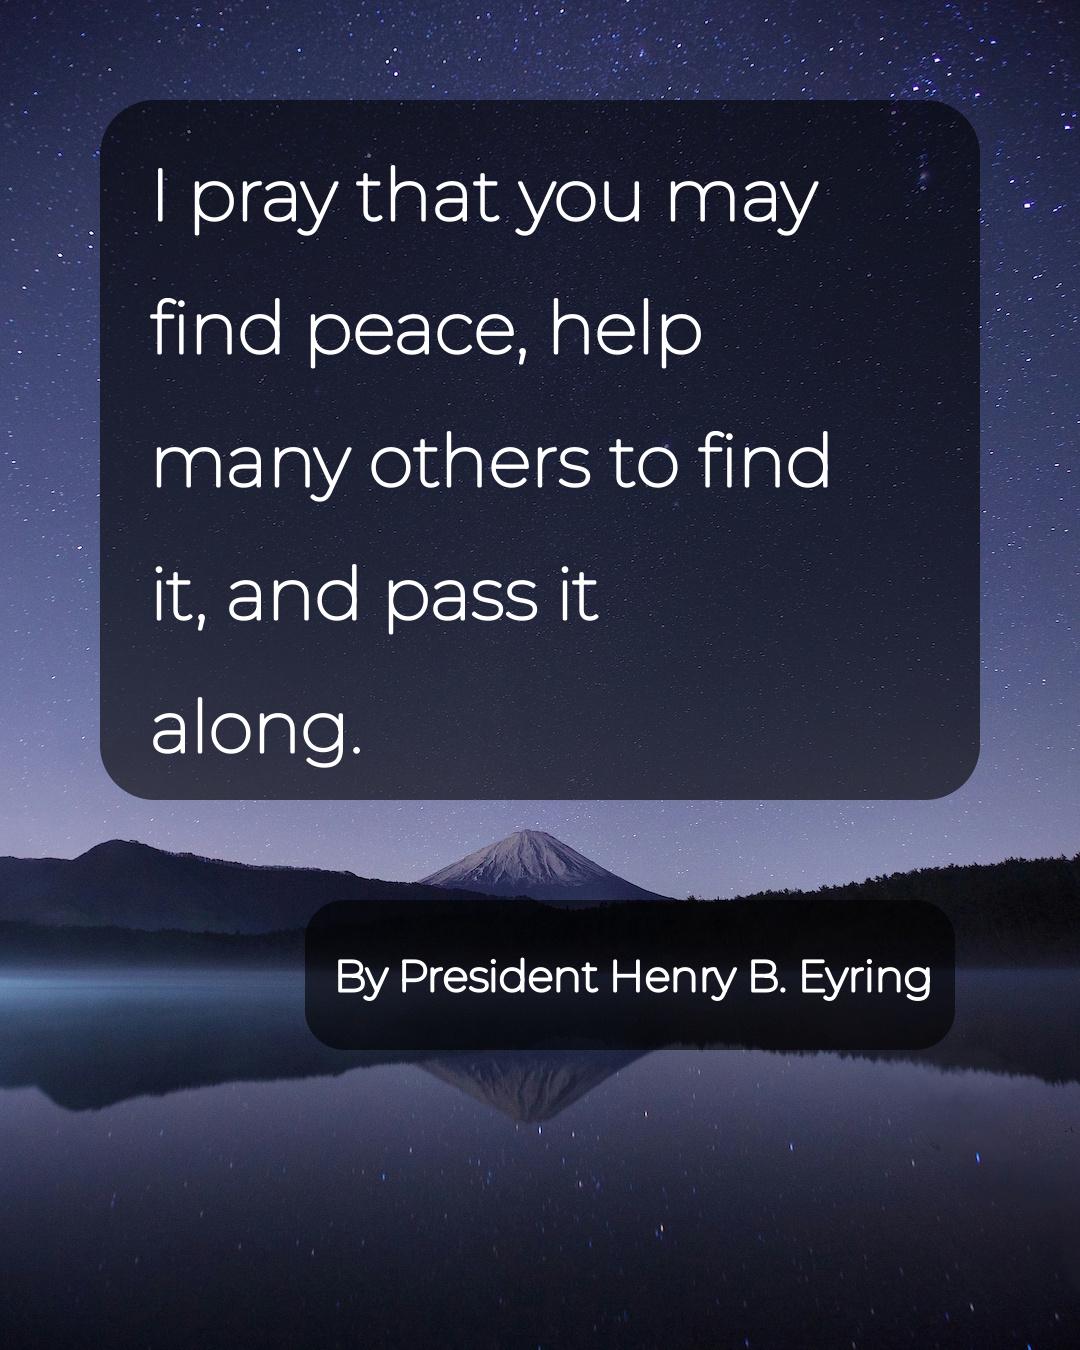 I pray that you may
find peace, help
many others to find
it, and pass it
along.
By President Henry B. Eyring